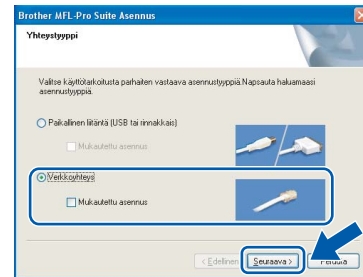 Brother MFL-Pro Suite Asennus
Yhteystyyppi
Valitse käyttötarkoitusta parhaiten vastaava asennustyyppiä. Napsauta haluamaasi
asennustyyppiä.
Paikallinen liitäntä (USB tai rinnakkais)
Mukautettu asennus
Verkkoyhteys
Mukautettu asennus
< Edellinen
Seuraava >
Peruuta